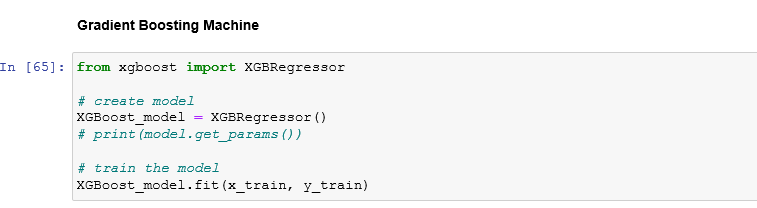 Gradient Boosting Machine
In [65]: from xgboost import XGBRegressor
# create model
XGBoost_model = XGBRegressor()
# print(model.get_params())
# train the model
XGBoost_model.fit(x_train, y_train)